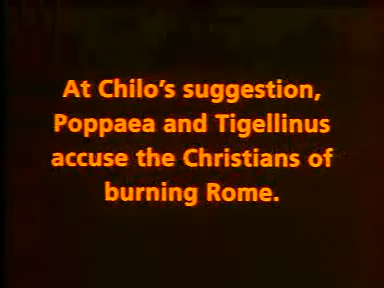 At Chilo's suggestion,
Poppaea and Tigellinus
accuse the Christians of
burning Rome.